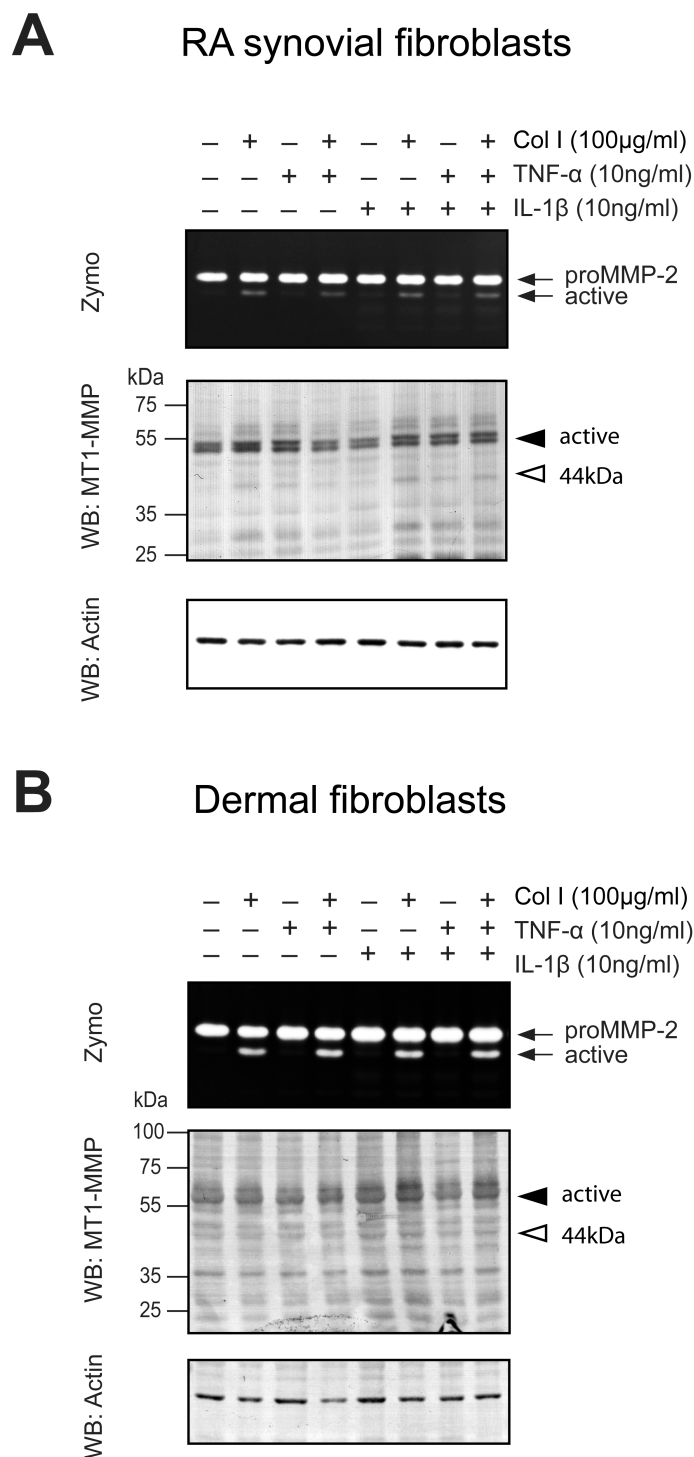 A
RA synovial fibroblasts
– + – + – + – + Col I (100µg/ml)
– – + + – – + + TNF-α (10ng/ml)
– – – – + + + + IL-1β (10ng/ml)
Zymo
proMMP-2
active
WB: MT1-MMP
kDa
75
55
35
25
active
44kDa
WB: Actin
B
Dermal fibroblasts
– + – + – + – + Col I (100µg/ml)
– – + + – – + + TNF-α (10ng/ml)
– – – – + + + + IL-1β (10ng/ml)
Zymo
proMMP-2
active
WB: MT1-MMP
kDa
100
75
55
35
25
active
44kDa
WB: Actin